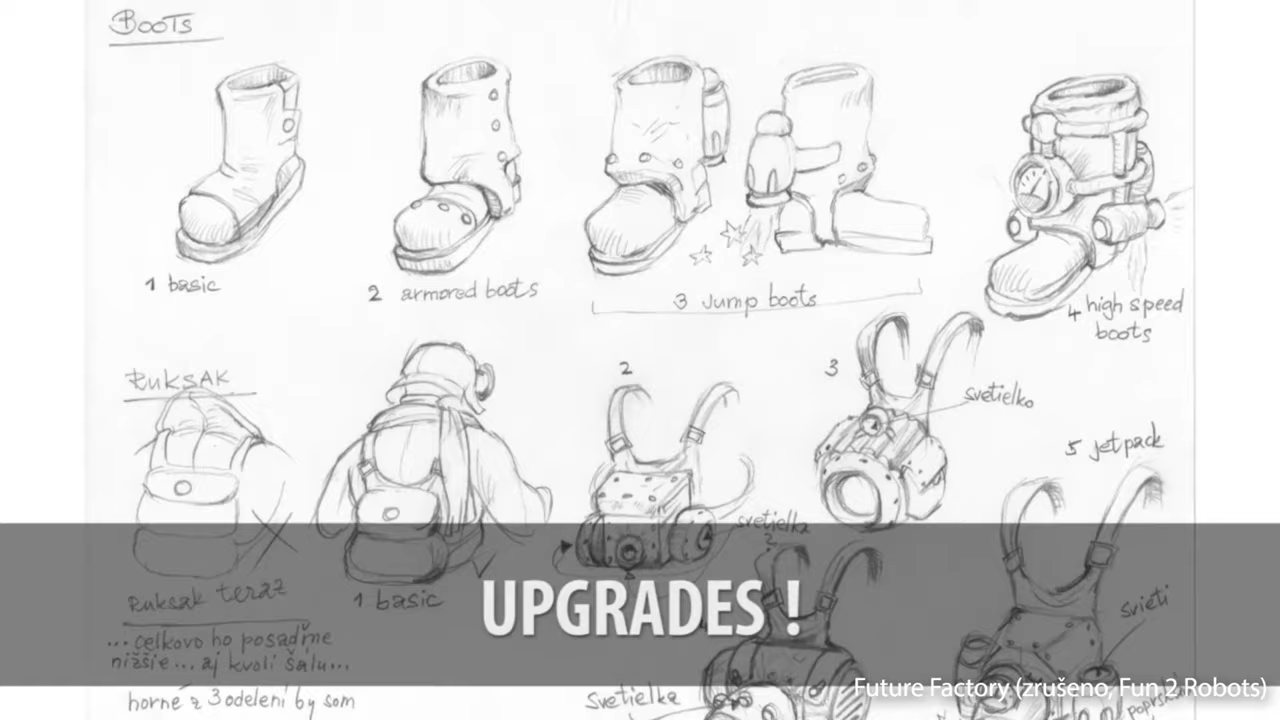 BOOTS
1 basic
2 armored boots
3 Jump boots
4 high speed
boots
RUKSAK
2
3
svetielko
5 jetpack
svetielka
?
Ruksak teraz
1 basic
UPGRADES !
svieti
...celkovo ho posaďme
nižšie... aj kvoli šálu...
horné z 3 odelení by som
Svetielka
Future Factory (zrušeno, Fun 2 Robots)